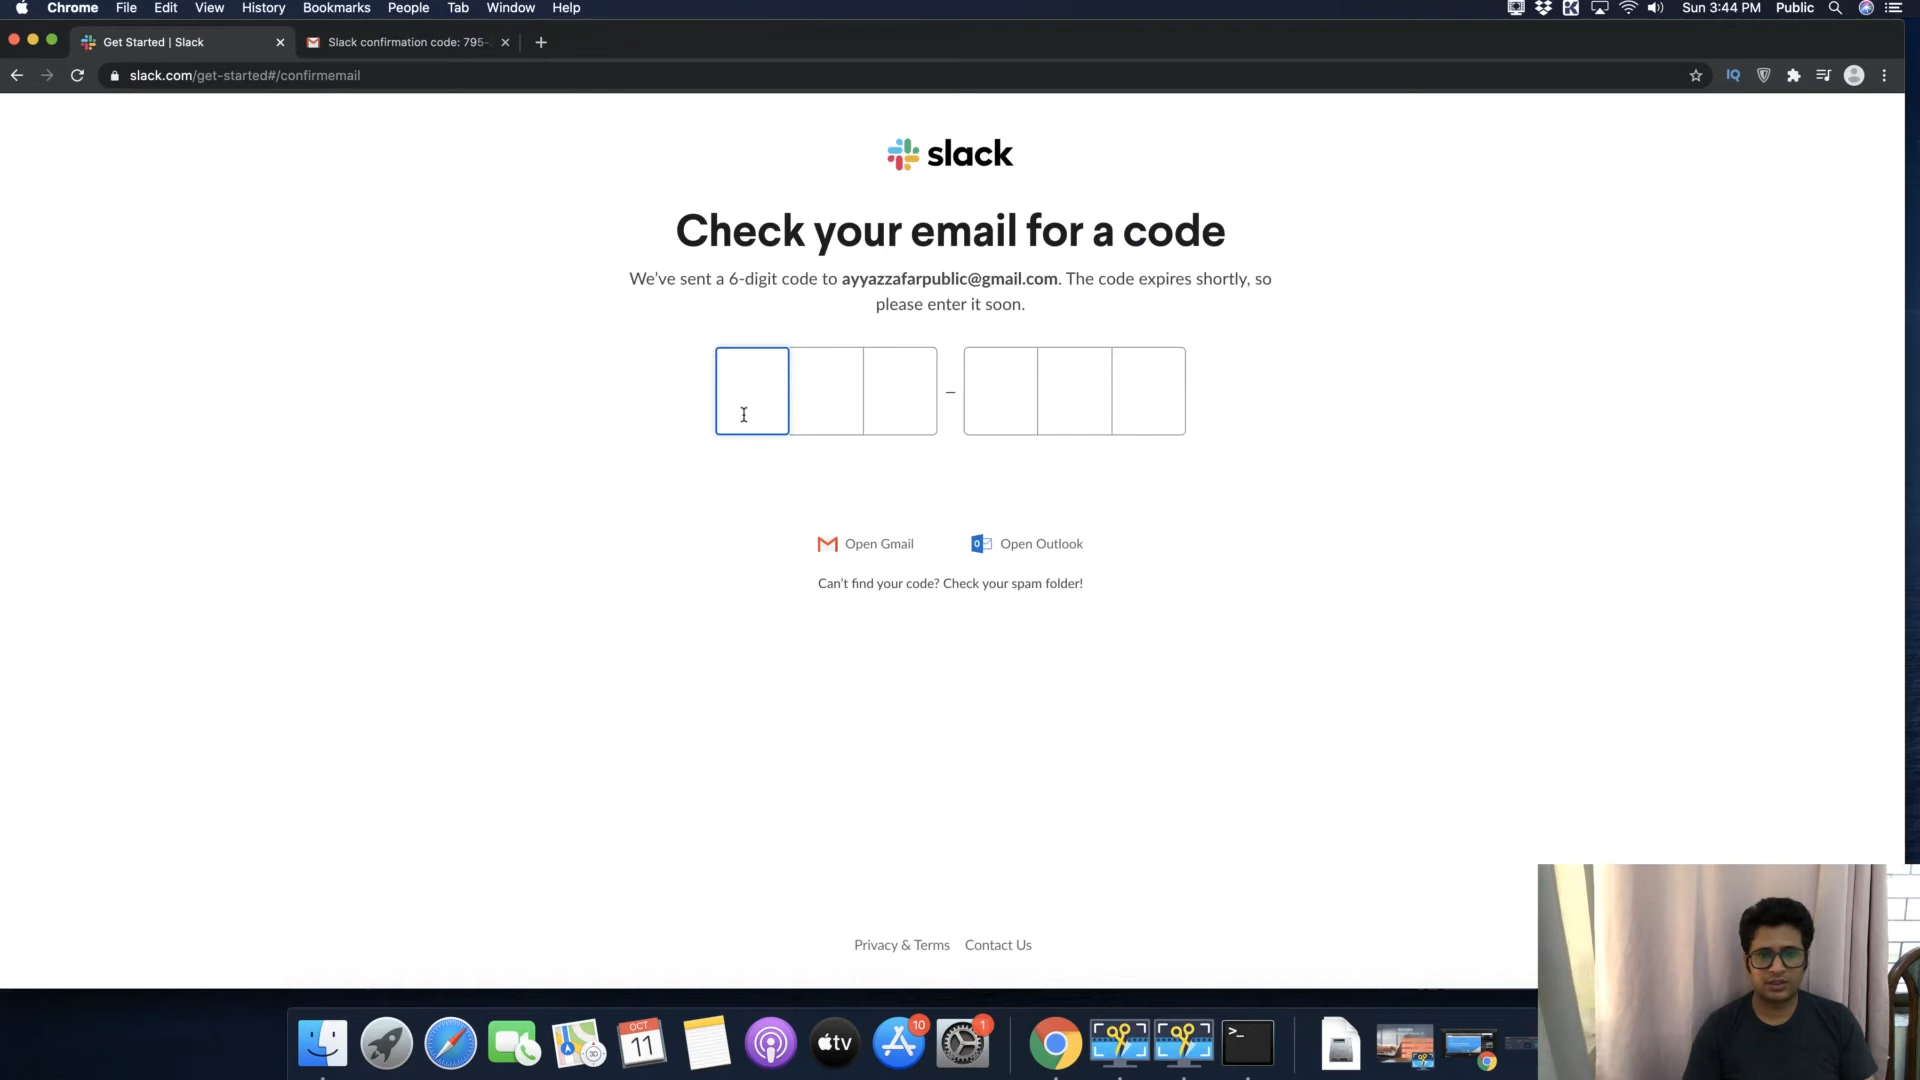 Chrome File Edit View History Bookmarks People Tab Window Help Sun 3:44 PM Public
Get Started | Slack Slack confirmation code: 795-
slack.com/get-started#/confirmemail IQ
slack
Check your email for a code
We've sent a 6-digit code to ayyazzafarpublic@gmail.com. The code expires shortly, so
please enter it soon.
–
Open Gmail Open Outlook
Can't find your code? Check your spam folder!
Privacy & Terms Contact Us
OCT
11
tv
10
1
>_